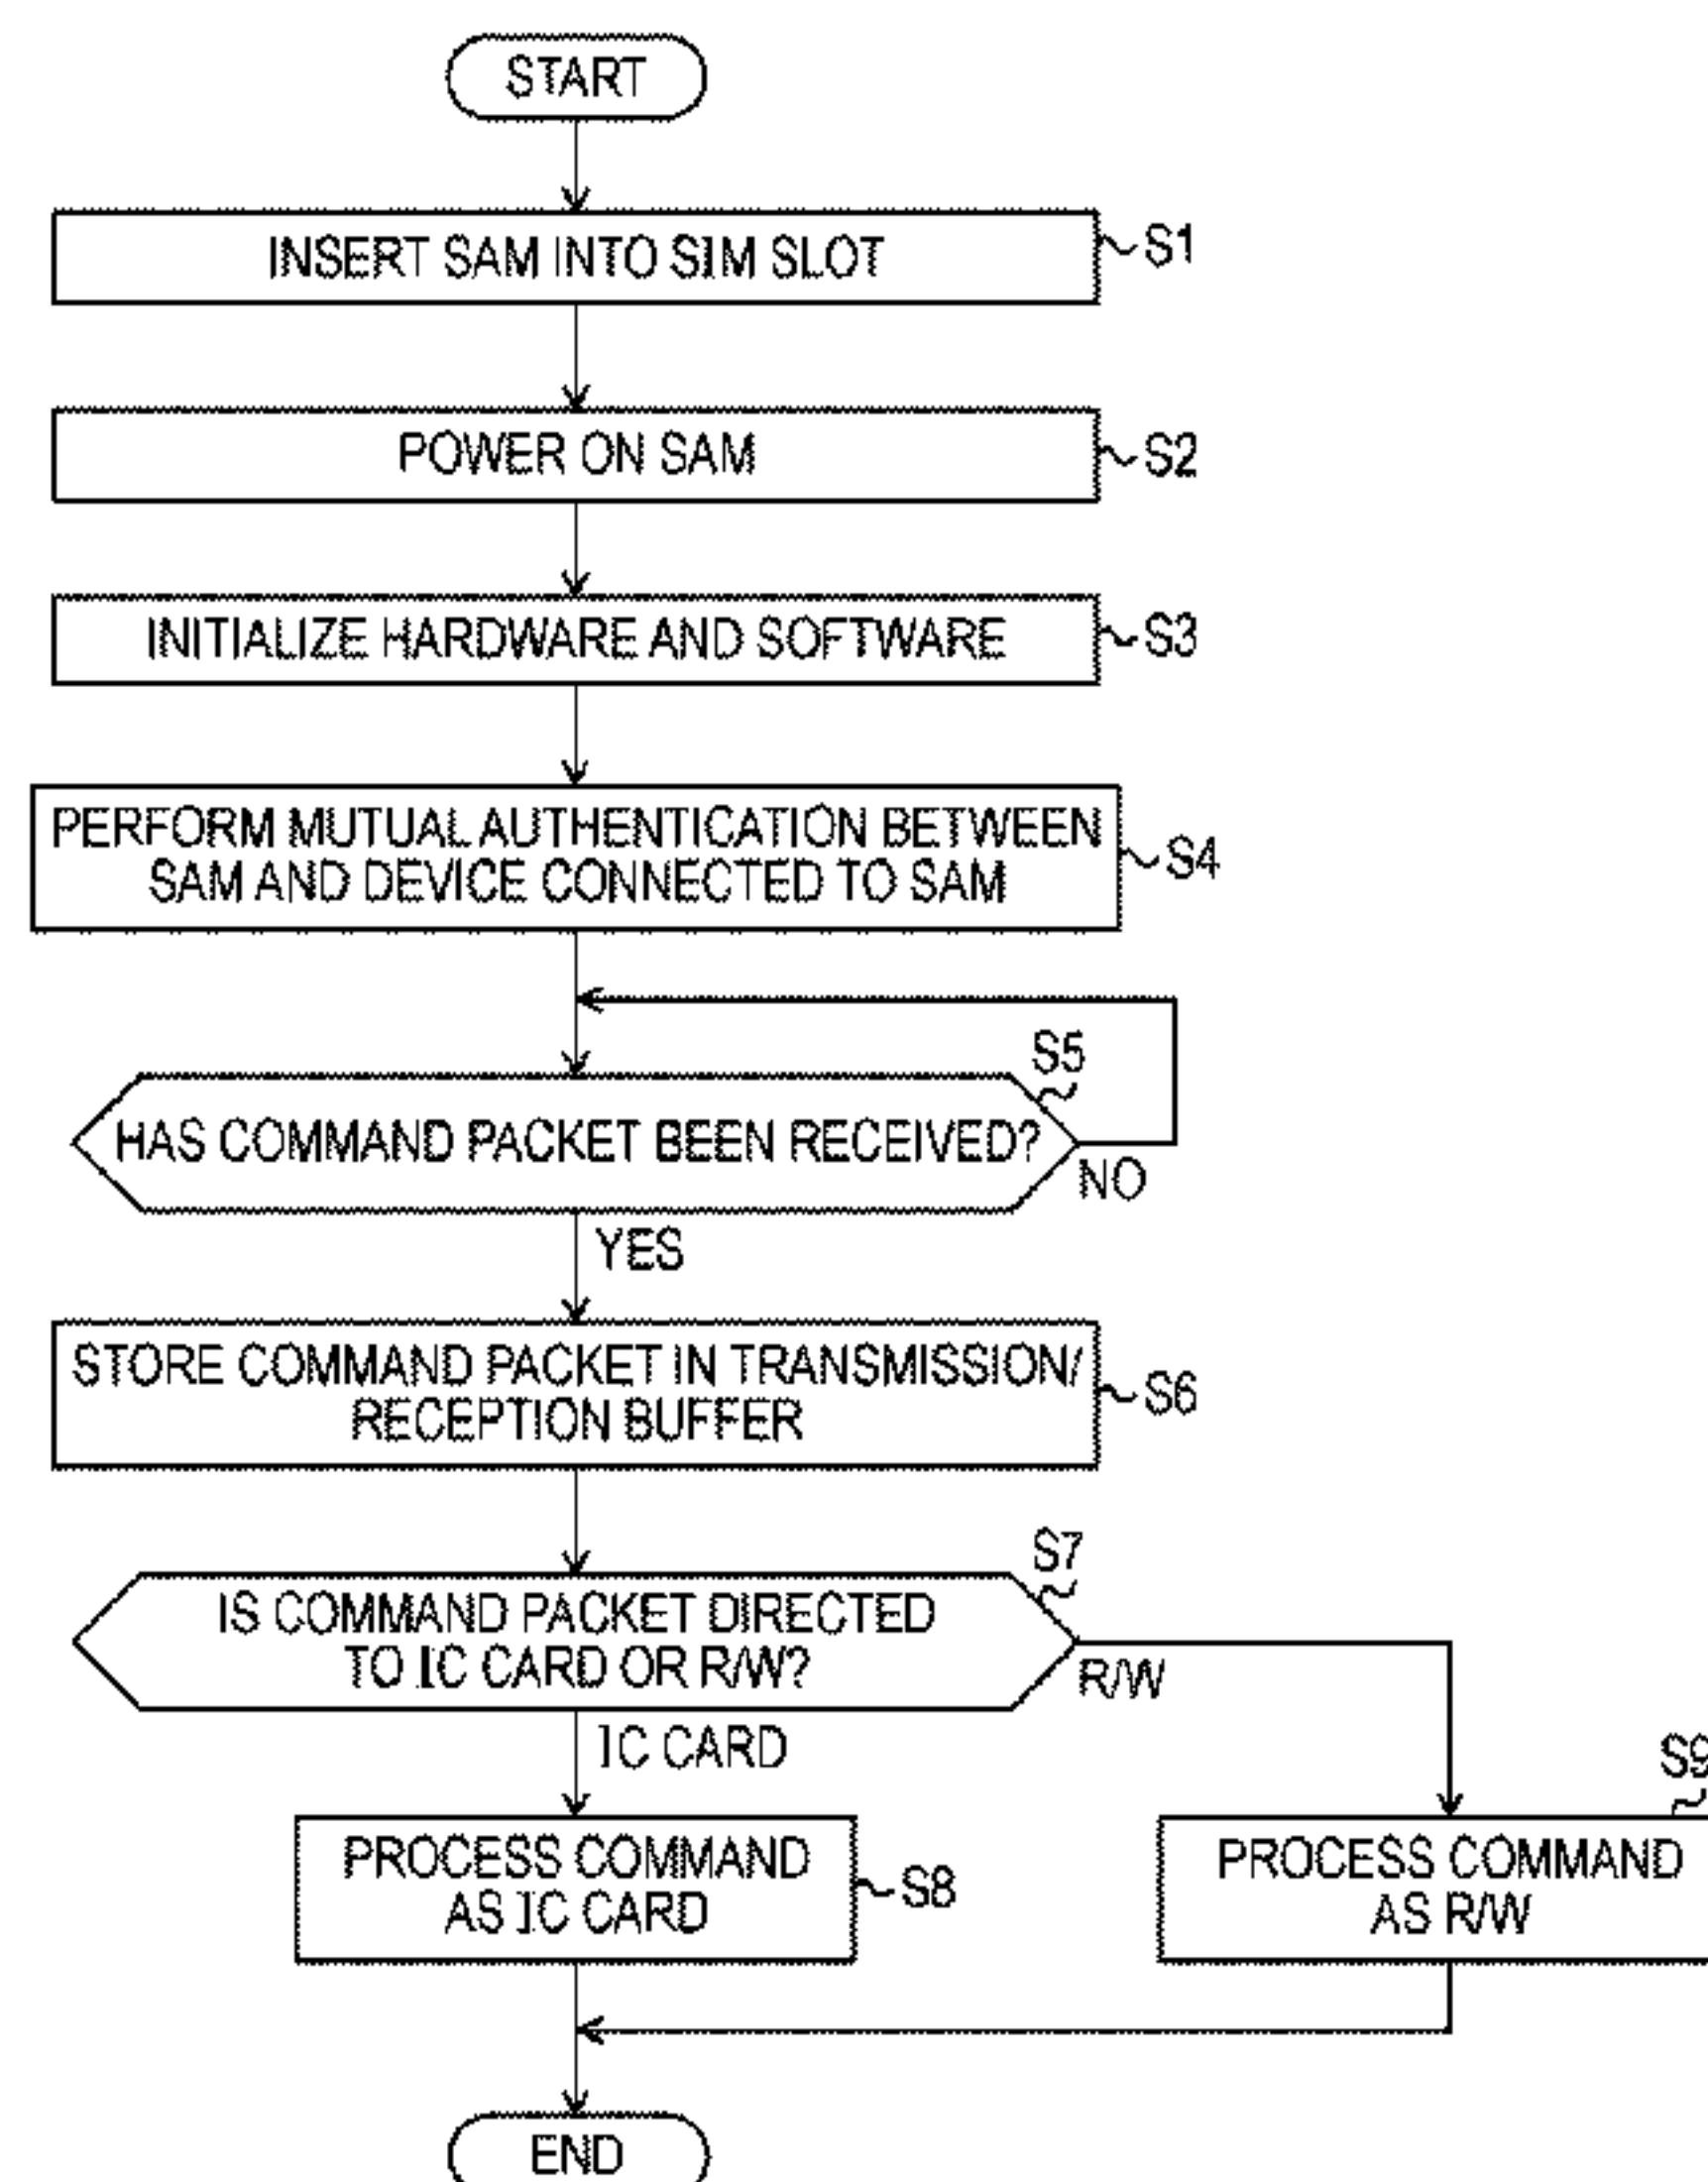 START
INSERT SAM INTO SIM SLOT
S1
POWER ON SAM
S2
INITIALIZE HARDWARE AND SOFTWARE
S3
PERFORM MUTUAL AUTHENTICATION BETWEEN
SAM AND DEVICE CONNECTED TO SAM
S4
S5
HAS COMMAND PACKET BEEN RECEIVED?
NO
YES
STORE COMMAND PACKET IN TRANSMISSION/
RECEPTION BUFFER
S6
S7
IS COMMAND PACKET DIRECTED
TO IC CARD OR R/W?
R/W
IC CARD
S9
PROCESS COMMAND
AS IC CARD
S8
PROCESS COMMAND
AS R/W
END